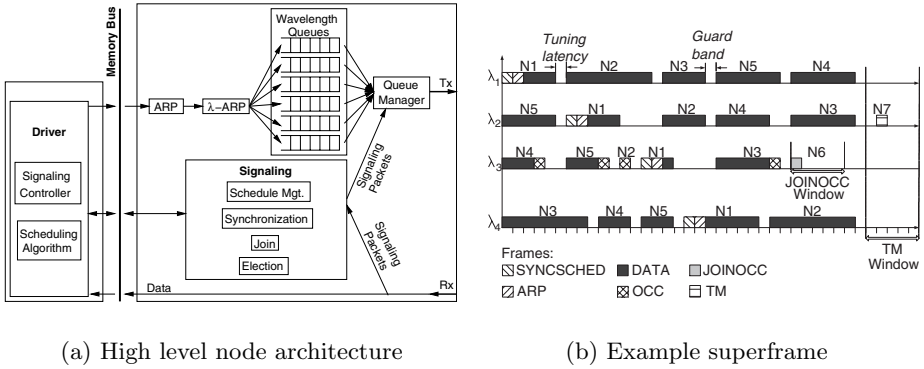 Memory Bus
Wavelength
Queues
Driver
Signaling
Controller
Scheduling
Algorithm
ARP
λ−ARP
Queue
Manager
Tx
Signaling
Packets
Signaling
Schedule Mgt.
Synchronization
Join
Election
Signaling
Packets
Data
Rx
Tuning
latency
Guard
band
λ1 N1 N2 N3 N5 N4
λ2 N5 N1 N2 N4 N3 N7
λ3 N4 N5 N2 N1 N3 N6
JOINOCC
Window
λ4 N3 N4 N5 N1 N2
TM
Window
Frames:
SYNCSCHED DATA JOINOCC
ARP OCC TM
(a) High level node architecture
(b) Example superframe